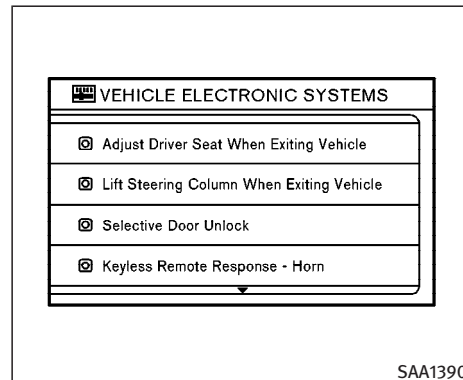 VEHICLE ELECTRONIC SYSTEMS
Adjust Driver Seat When Exiting Vehicle
Lift Steering Column When Exiting Vehicle
Selective Door Unlock
Keyless Remote Response - Horn
SAA1390